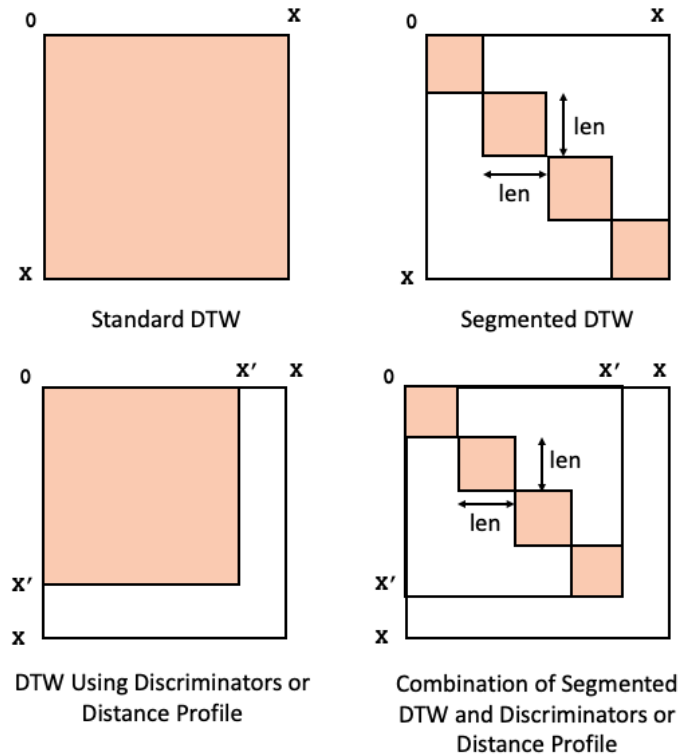 0
X
X
Standard DTW
0
X
len
len
X
Segmented DTW
0
X′ X
X′
X
DTW Using Discriminators or
Distance Profile
0
X′ X
len
len
X′
X
Combination of Segmented
DTW and Discriminators or
Distance Profile